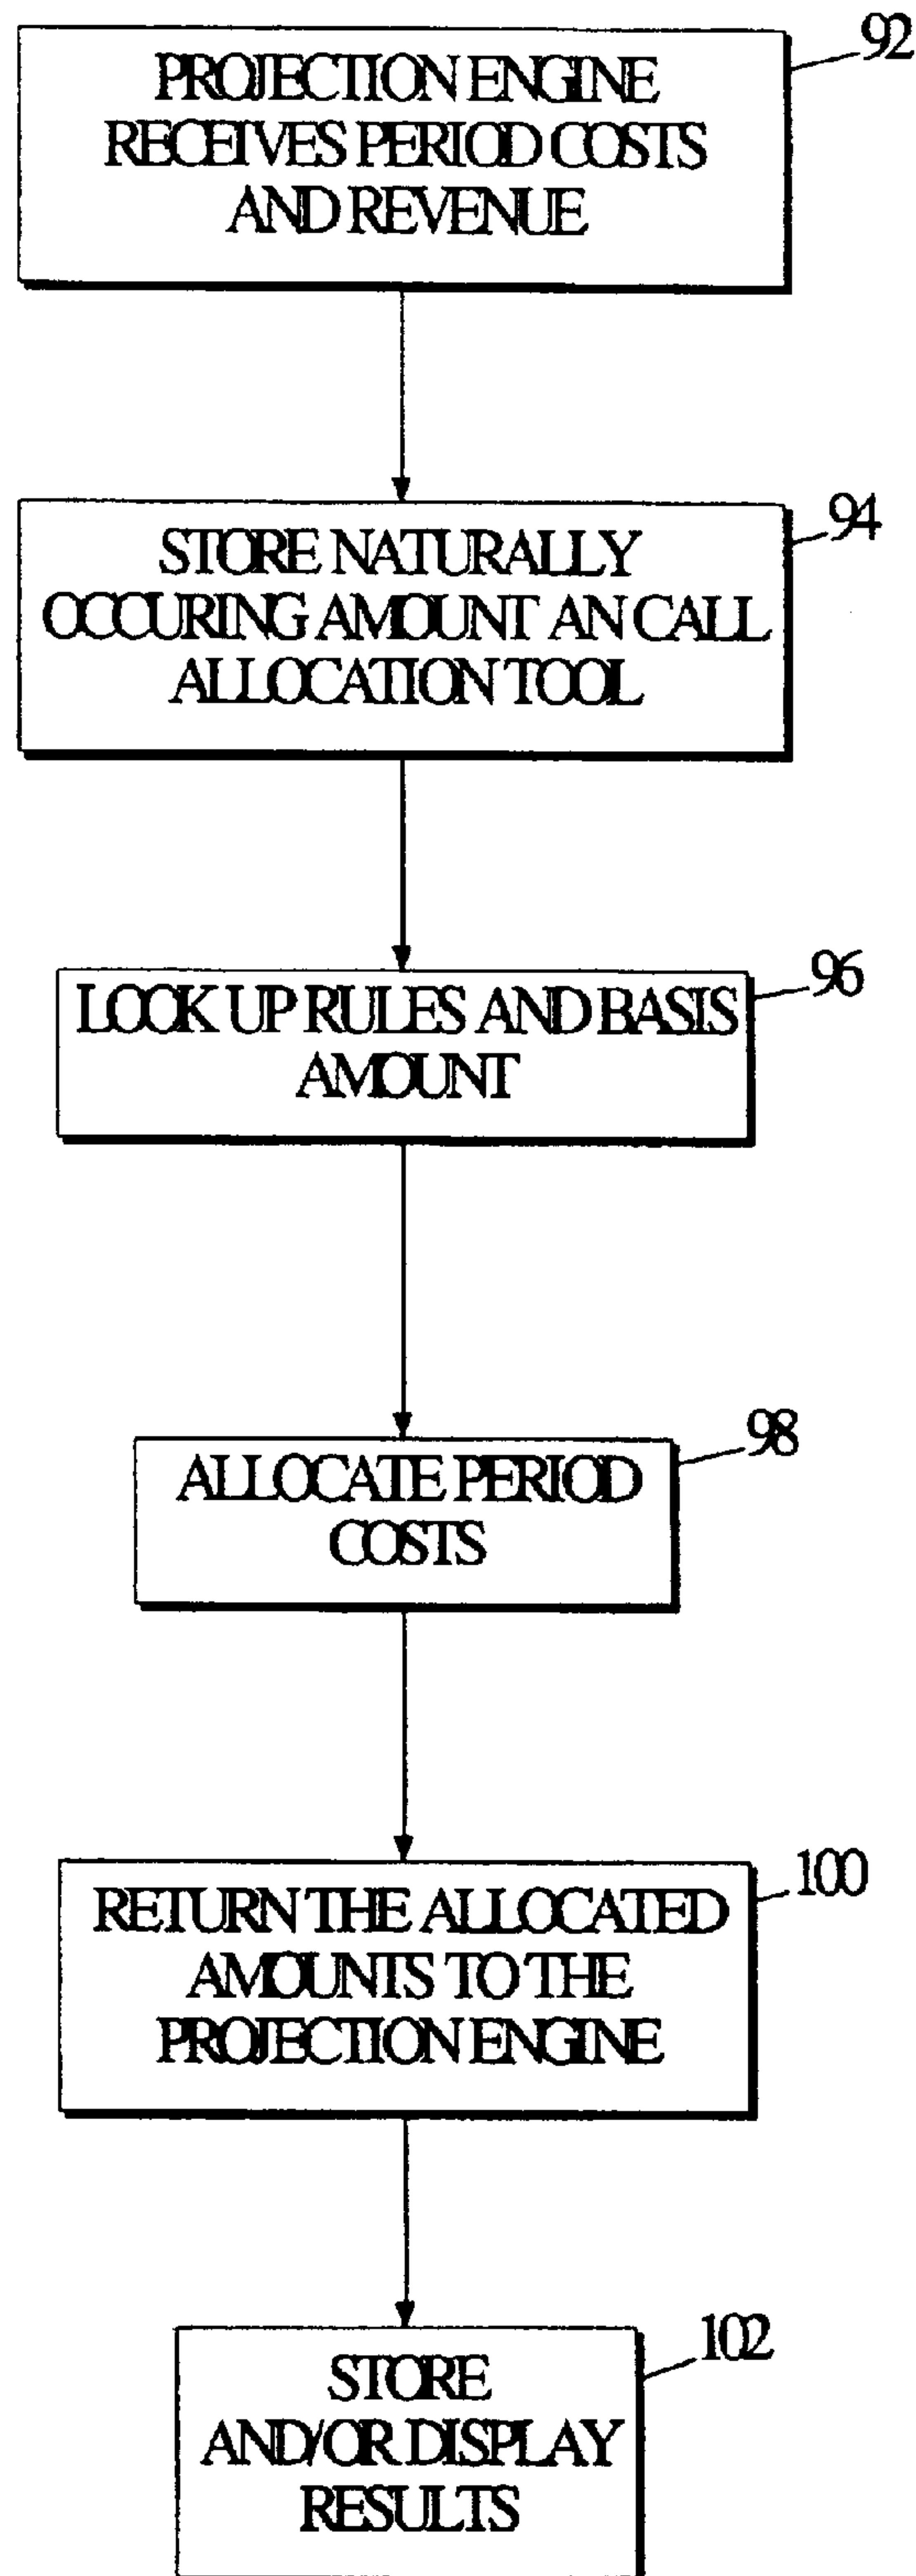 92
PROJECTION ENGINE
RECEIVES PERIOD COSTS
AND REVENUE
94
STORE NATURALLY
OCCURING AMOUNT AN CALL
ALLOCATION TOOL
96
LOOK UP RULES AND BASIS
AMOUNT
98
ALLOCATE PERIOD
COSTS
100
RETURN THE ALLOCATED
AMOUNTS TO THE
PROJECTION ENGINE
102
STORE
AND/OR DISPLAY
RESULTS